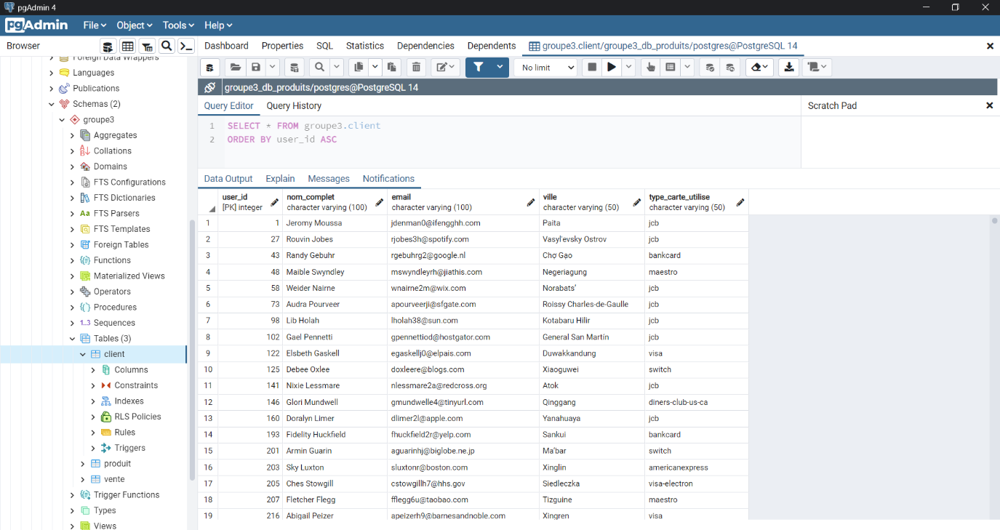 pgAdmin 4
pgAdmin File Object Tools Help
Browser
Dashboard Properties SQL Statistics Dependencies Dependents groupe3.client/groupe3_db_produits/postgres@PostgreSQL 14
Foreign Data Wrappers
Languages
Publications
Schemas (2)
groupe3
Aggregates
Collations
Domains
FTS Configurations
FTS Dictionaries
Aa FTS Parsers
FTS Templates
Foreign Tables
Functions
Materialized Views
Operators
Procedures
1..3 Sequences
Tables (3)
client
Columns
Constraints
Indexes
RLS Policies
Rules
Triggers
produit
vente
Trigger Functions
Types
Views
No limit
groupe3_db_produits/postgres@PostgreSQL 14
Query Editor Query History
Scratch Pad
1 SELECT * FROM groupe3.client
2 ORDER BY user_id ASC
Data Output Explain Messages Notifications
user_id nom_complet email ville type_carte_utilise
[PK] integer character varying (100) character varying (100) character varying (50) character varying (50)
1 1 Jeromy Moussa jdenman0@ifengghh.com Paita jcb
2 27 Rouvin Jobes rjobes3h@spotify.com Vasyl'evsky Ostrov jcb
3 43 Randy Gebuhr rgebuhrg2@google.nl Chợ Gạo bankcard
4 48 Maible Swyndley mswyndleyrh@jiathis.com Negeriagung maestro
5 58 Weider Nairne wnairne2m@wix.com Norabats' jcb
6 73 Audra Pourveer apourveerji@sfgate.com Roissy Charles-de-Gaulle jcb
7 98 Lib Holah lholah38@sun.com Kotabaru Hilir jcb
8 102 Gael Pennetti gpennettiod@hostgator.com General San Martín jcb
9 122 Elsbeth Gaskell egaskellj0@elpais.com Duwakkandung visa
10 125 Debee Oxlee doxleere@blogs.com Xiaoguwei switch
11 141 Nixie Lessmare nlessmare2a@redcross.org Atok jcb
12 146 Glori Mundwell gmundwelle4@tinyurl.com Qinggang diners-club-us-ca
13 160 Doralyn Limer dlimer2l@apple.com Yanahuaya jcb
14 193 Fidelity Huckfield fhuckfield2r@yelp.com Sankui bankcard
15 201 Armin Guarin aguarinhj@biglobe.ne.jp Ma'bar switch
16 203 Sky Luxton sluxtonr@boston.com Xinglin americanexpress
17 205 Ches Stowgill cstowgillh7@hhs.gov Siedleczka visa-electron
18 207 Fletcher Flegg fflegg6u@taobao.com Tizguine maestro
19 216 Abigail Peizer apeizerh9@barnesandnoble.com Xingren visa